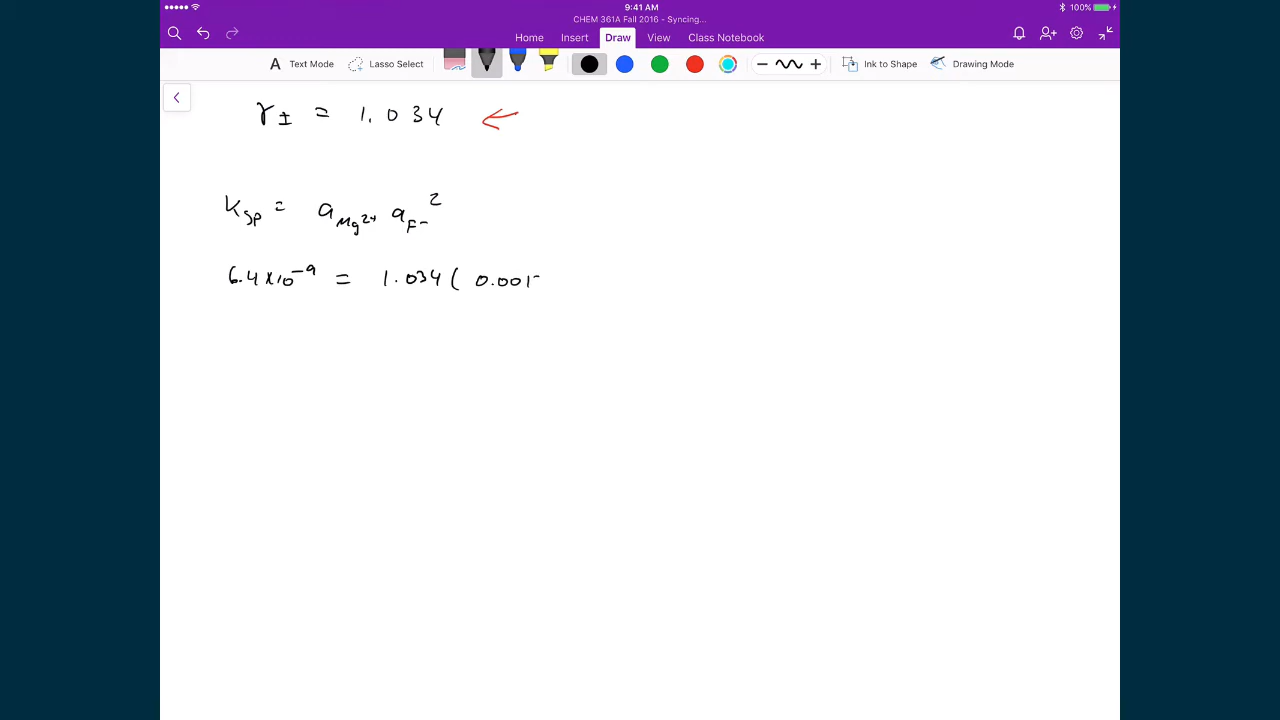 9:41 AM
100%
CHEM 361A Fall 2016 - Syncing...
Home Insert Draw View Class Notebook
A Text Mode Lasso Select Ink to Shape Drawing Mode
γ± = 1.034 ←
Ksp = aMg²⁺ aF⁻²
6.4x10⁻⁹ = 1.034( 0.001